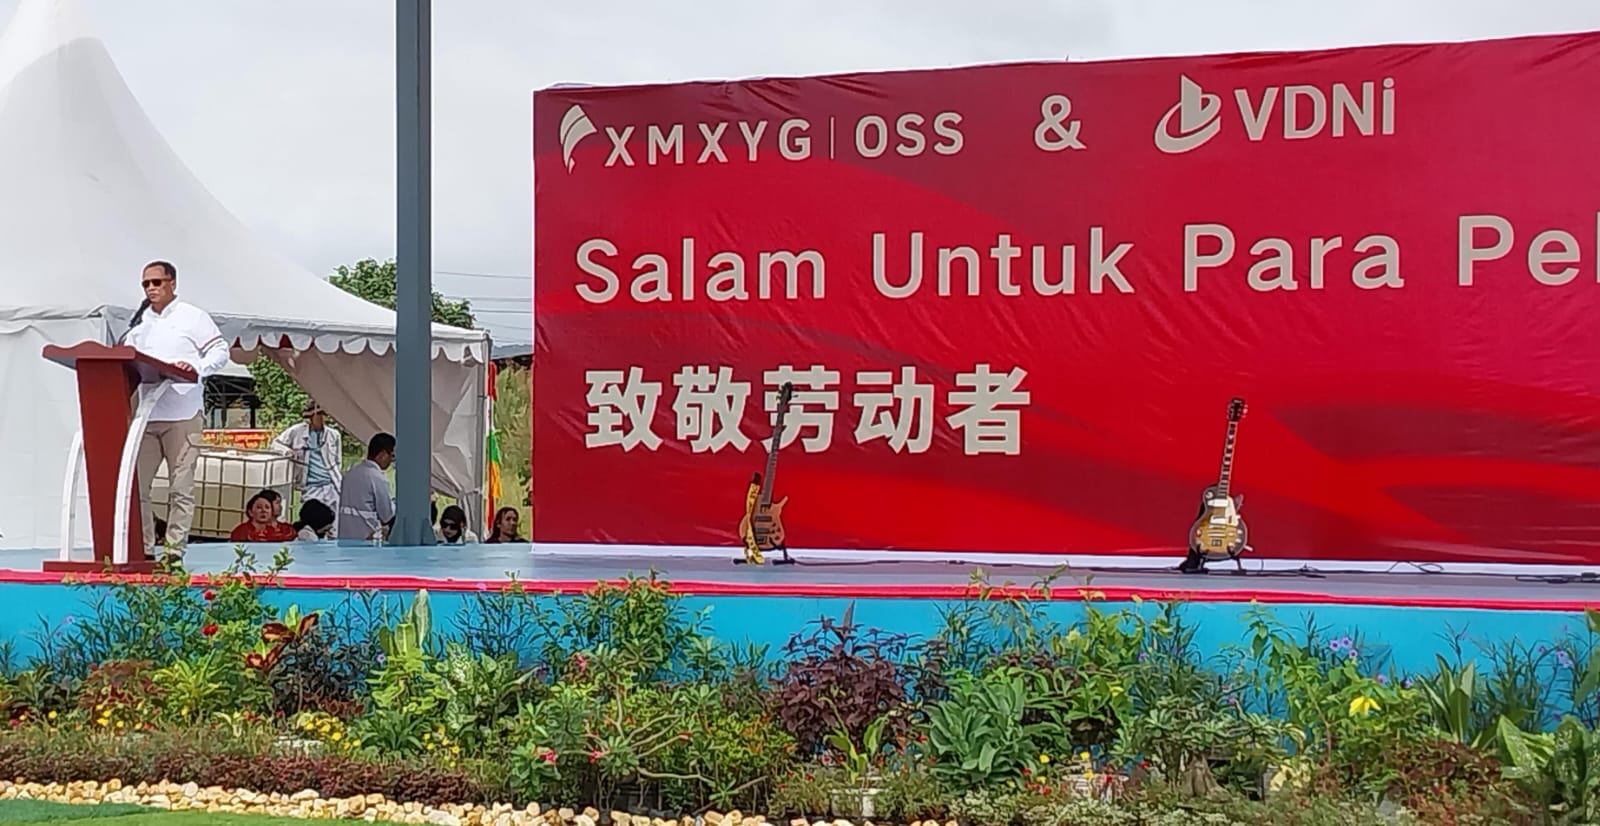 XMXYG | OSS & VDNi
Salam Untuk Para Pe
致敬劳动者